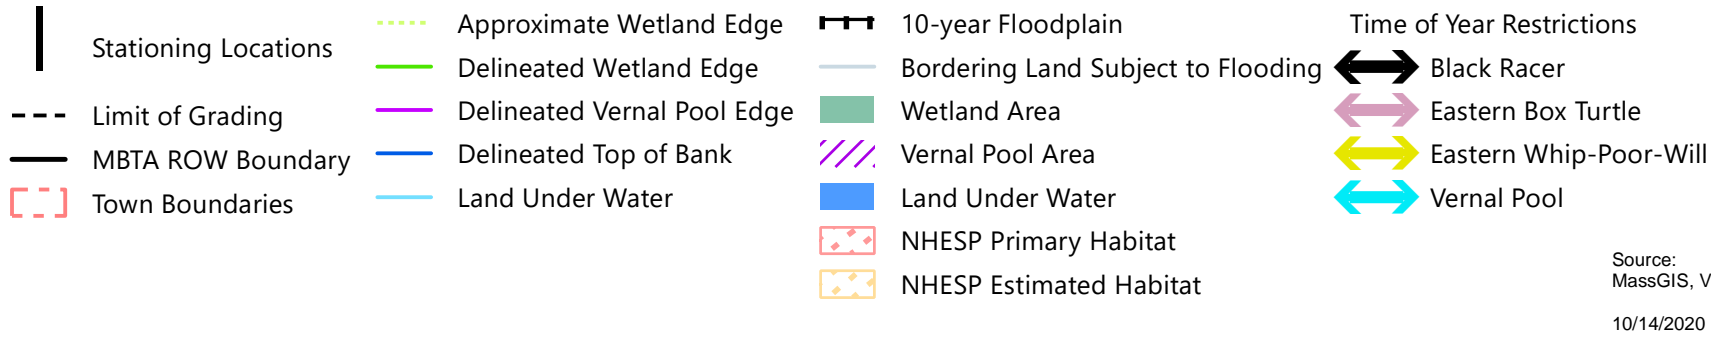 Stationing Locations
Limit of Grading
MBTA ROW Boundary
Town Boundaries
Approximate Wetland Edge
Delineated Wetland Edge
Delineated Vernal Pool Edge
Delineated Top of Bank
Land Under Water
10-year Floodplain
Bordering Land Subject to Flooding
Wetland Area
Vernal Pool Area
Land Under Water
NHESP Primary Habitat
NHESP Estimated Habitat
Time of Year Restrictions
Black Racer
Eastern Box Turtle
Eastern Whip-Poor-Will
Vernal Pool
Source:
MassGIS, V
10/14/2020